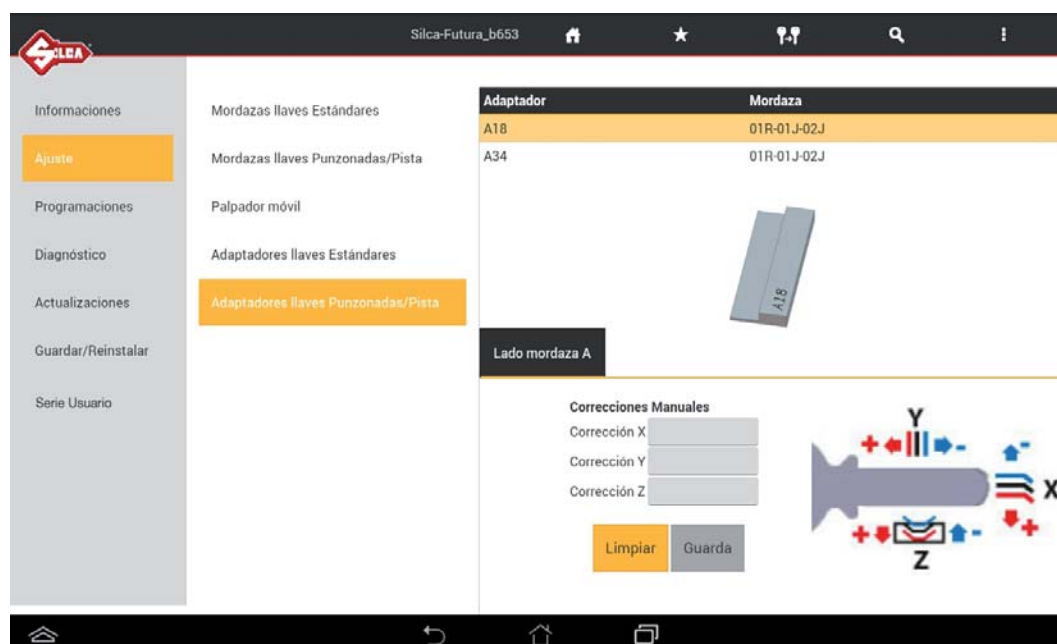 SILCA
Silca-Futura_b653
Informaciones
Ajuste
Programaciones
Diagnóstico
Actualizaciones
Guardar/Reinstalar
Serie Usuario
Mordazas llaves Estándares
Mordazas llaves Punzonadas/Pista
Palpador móvil
Adaptadores llaves Estándares
Adaptadores llaves Punzonadas/Pista
Adaptador Mordaza
A18 01R-01J-02J
A34 01R-01J-02J
A18
Lado mordaza A
Correcciones Manuales
Corrección X
Corrección Y
Corrección Z
Limpiar Guarda
Y
+ -
-
X
+
+ -
Z